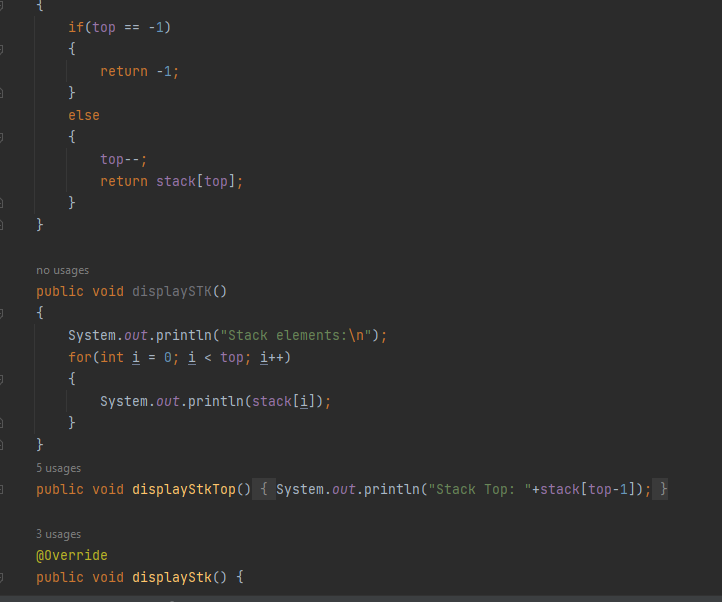 {
if(top == -1)
{
return -1;
}
else
{
top--;
return stack[top];
}
}
no usages
public void displaySTK()
{
System.out.println("Stack elements:\n");
for(int i = 0; i < top; i++)
{
System.out.println(stack[i]);
}
}
5 usages
public void displayStkTop() { System.out.println("Stack Top: "+stack[top-1]); }
3 usages
@Override
public void displayStk() {